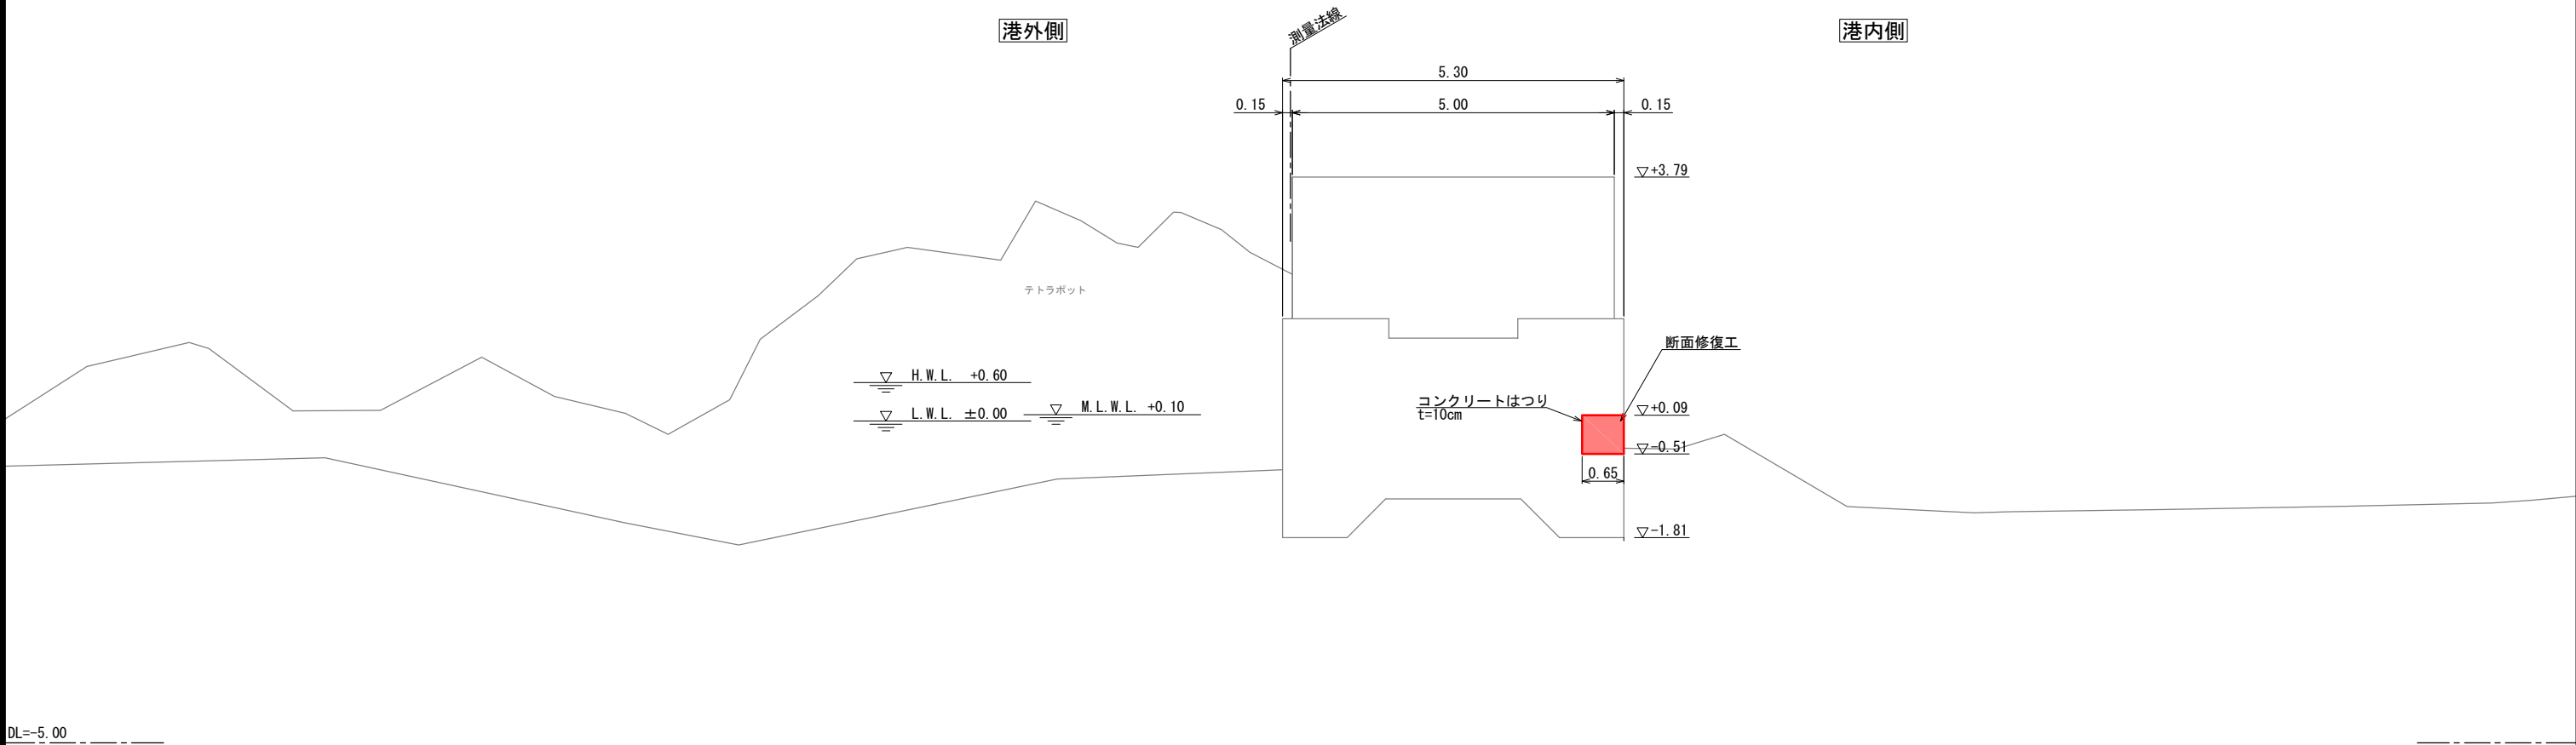 港外側
測量法線
港内側
5.30
0.15
5.00
0.15
▽+3.79
テトラポット
断面修復工
▽ H.W.L. +0.60
コンクリートはつり
t=10cm
▽+0.09
▽ M.L.W.L. +0.10
▽ L.W.L. ±0.00
▽-0.51
0.65
▽-1.81
DL=-5.00